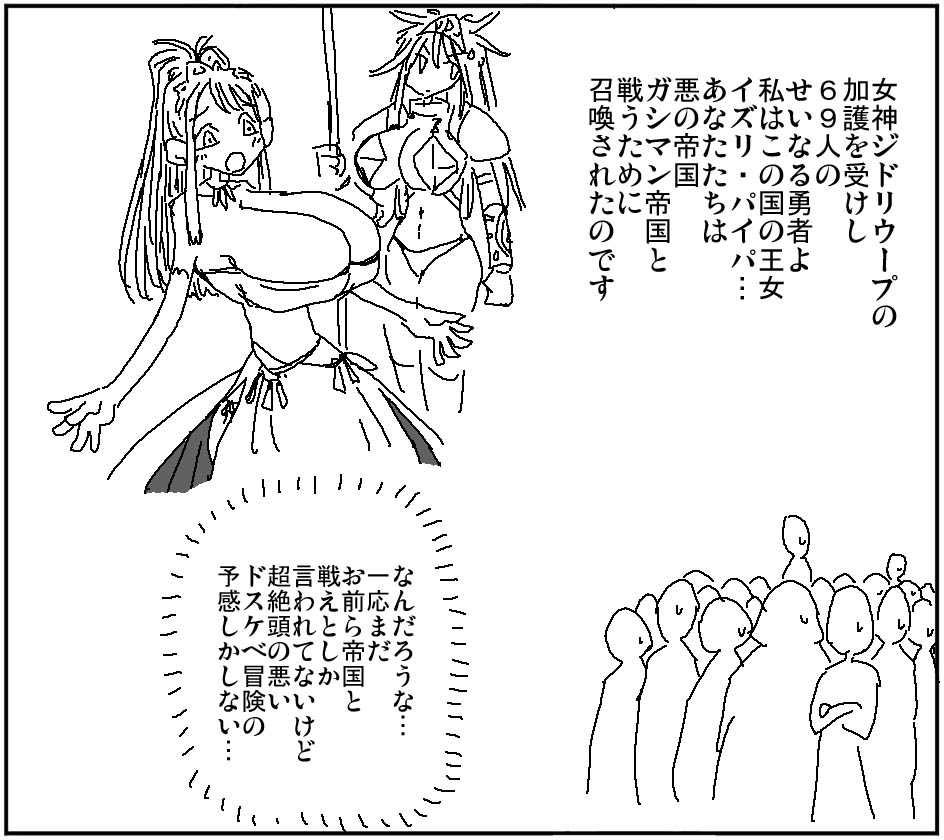 女神ジドリウープの
加護を受けし
６９人の
せいなる勇者よ
私はこの国の王女
イズリ・パイパ…
あなたたちは
悪の帝国
ガシマン帝国と
戦うために
召喚されたのです
なんだろうな…
一応まだ
お前ら帝国と
戦えとしか
言われてないけど
超絶頭の悪い
ドスケベ冒険の
予感しかしない…